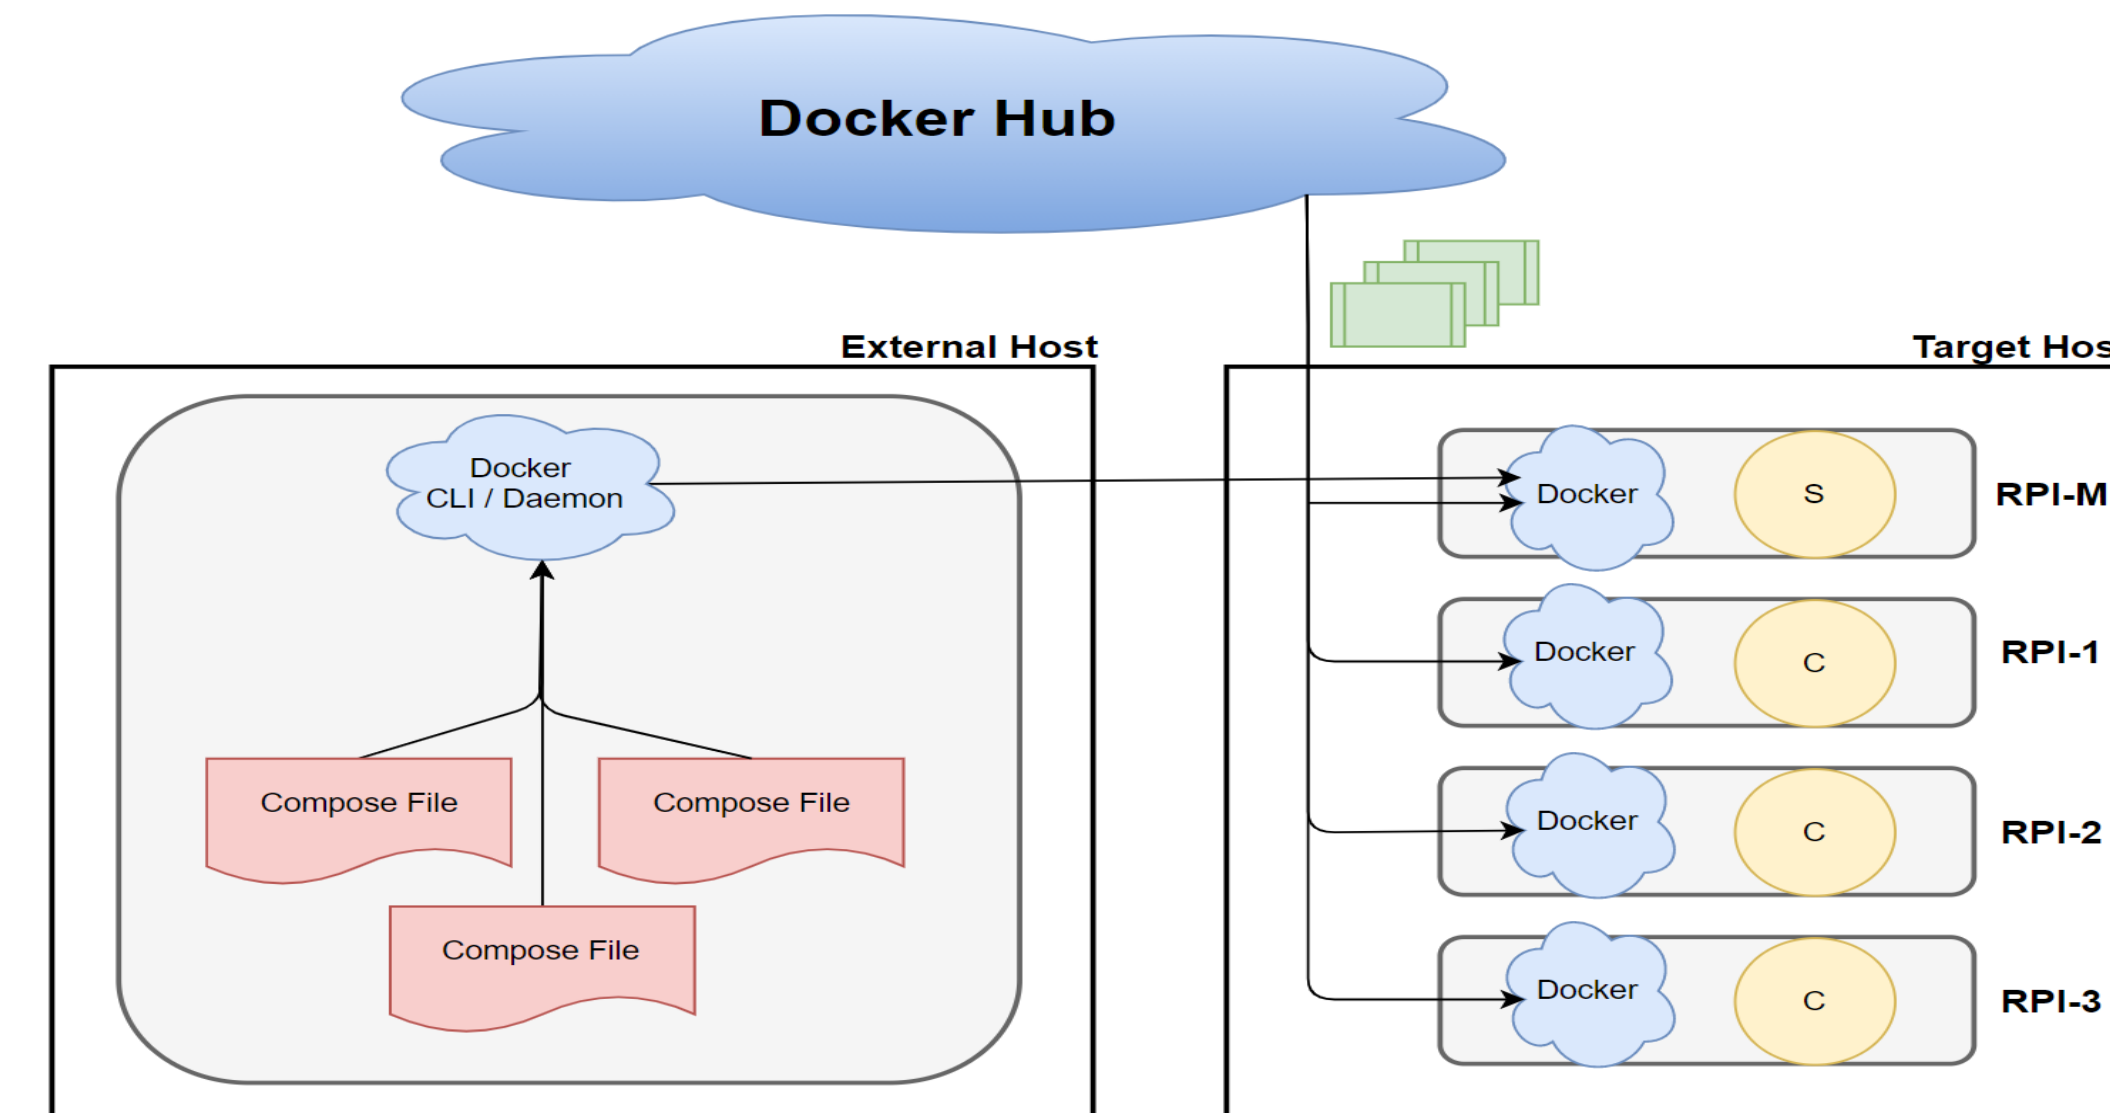 Docker Hub
External Host
Target Hos
Docker
CLI / Daemon
Compose File
Compose File
Compose File
Docker
S
RPI-M
Docker
C
RPI-1
Docker
C
RPI-2
Docker
C
RPI-3